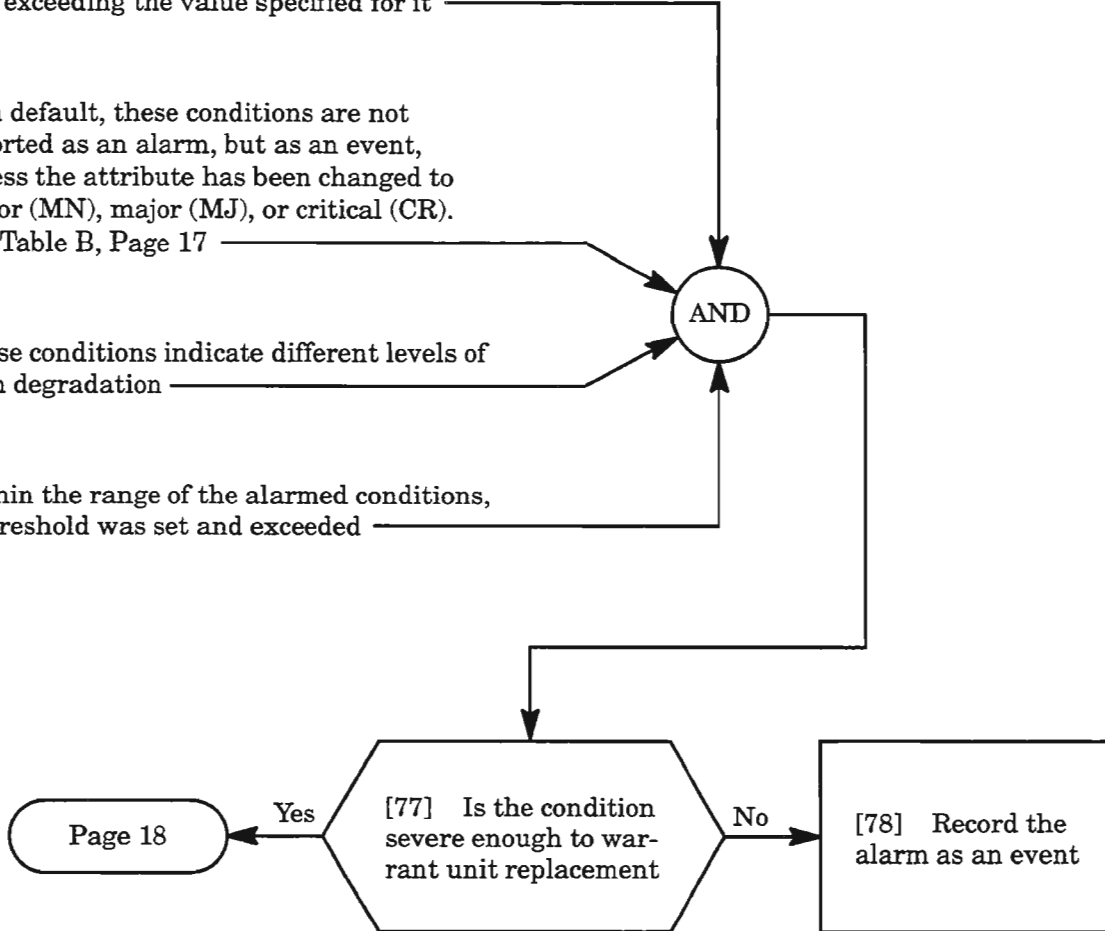 exceeding the value specified for it
default, these conditions are not
orted as an alarm, but as an event,
ess the attribute has been changed to
or (MN), major (MJ), or critical (CR).
Table B, Page 17
AND
se conditions indicate different levels of
degradation
hin the range of the alarmed conditions,
reshold was set and exceeded
Page 18
Yes
[77] Is the condition
severe enough to war-
rant unit replacement
No
[78] Record the
alarm as an event